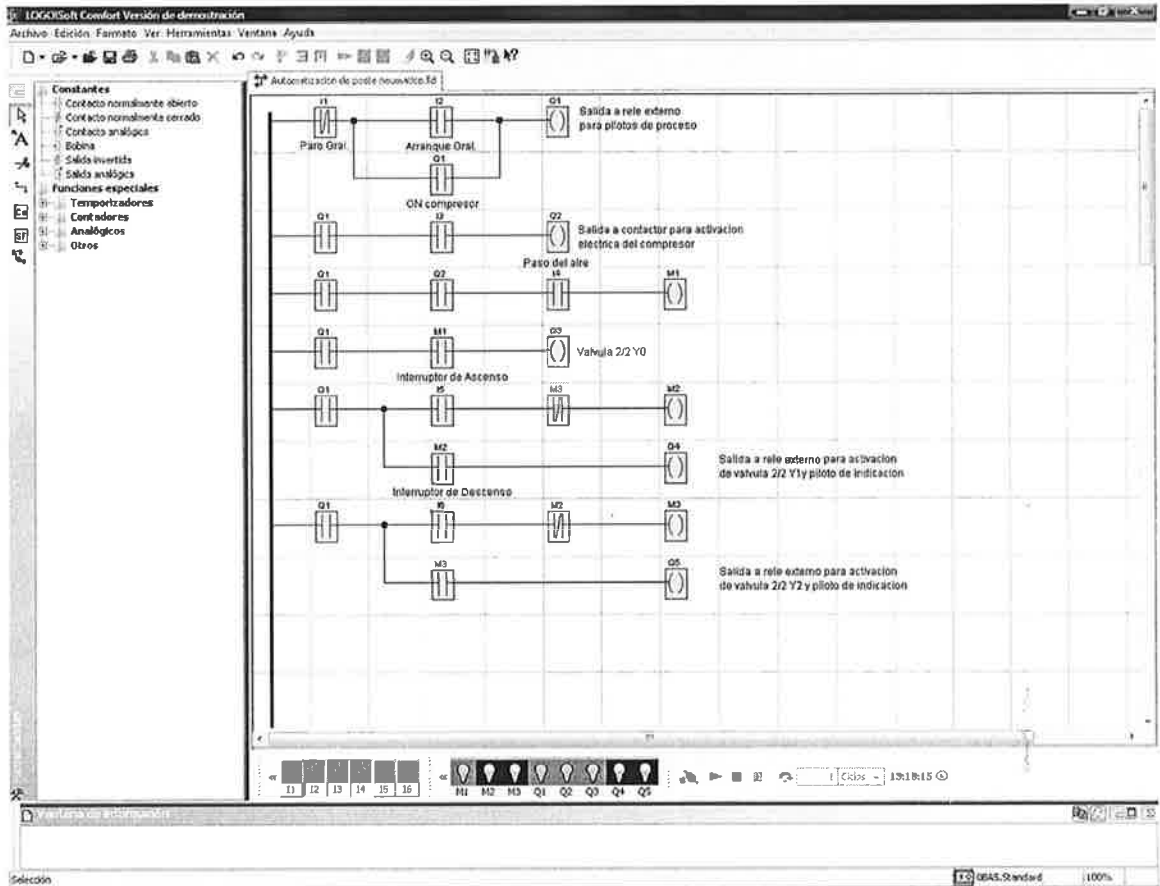 LOGO!Soft Comfort Versión de demostración
Archivo Edición Formato Ver Herramientas Ventana Ayuda
Automatizacion de poste neumatico.lld
Constantes
Contacto normalmente abierto
Contacto normalmente cerrado
Contacto analógico
Bobina
Salida invertida
Salida analógica
Funciones especiales
Temporizadores
Contadores
Analógicos
Otros
I1 I2 Q1
Salida a rele externo
para pilotos de proceso
Paro Gral. Arranque Gral.
Q1
ON compresor
Q1 I3 Q2
Salida a contactor para activacion
electrica del compresor
Paso del aire
Q1 Q2 I4 M1
Q1 M1 Q3
Valvula 2/2 Y0
Interruptor de Ascenso
Q1 I5 M3 M2
M2 Q4
Salida a rele externo para activacion
de valvula 2/2 Y1y piloto de indicación
Interruptor de Descenso
Q1 I6 M2 M3
M3 Q5
Salida a rele externo para activacion
de valvula 2/2 Y2 y piloto de indicacion
I1 I2 I3 I4 I5 I6
M1 M2 M3 Q1 Q2 Q3 Q4 Q5
1 Ciclos 13:18:15
Ventana de información
Selección
0BA5.Standard 100%